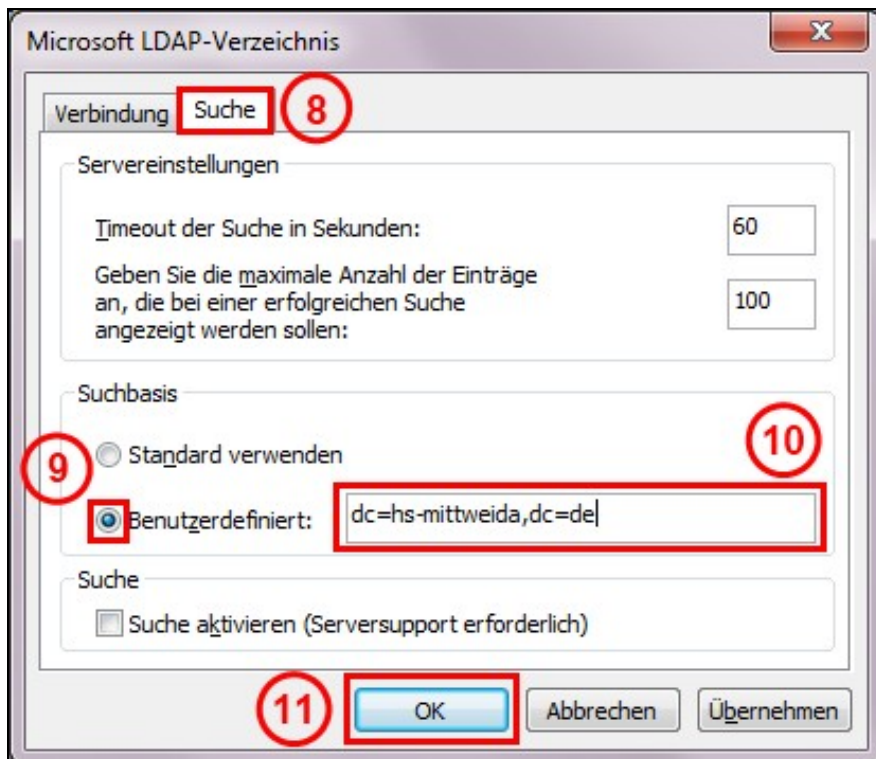 Microsoft LDAP-Verzeichnis
X
Verbindung Suche 8
Servereinstellungen
Timeout der Suche in Sekunden: 60
Geben Sie die maximale Anzahl der Einträge
an, die bei einer erfolgreichen Suche 100
angezeigt werden sollen:
Suchbasis
10
9 Standard verwenden
Benutzerdefiniert: dc=hs-mittweida,dc=de
Suche
Suche aktivieren (Serversupport erforderlich)
11 OK Abbrechen Übernehmen